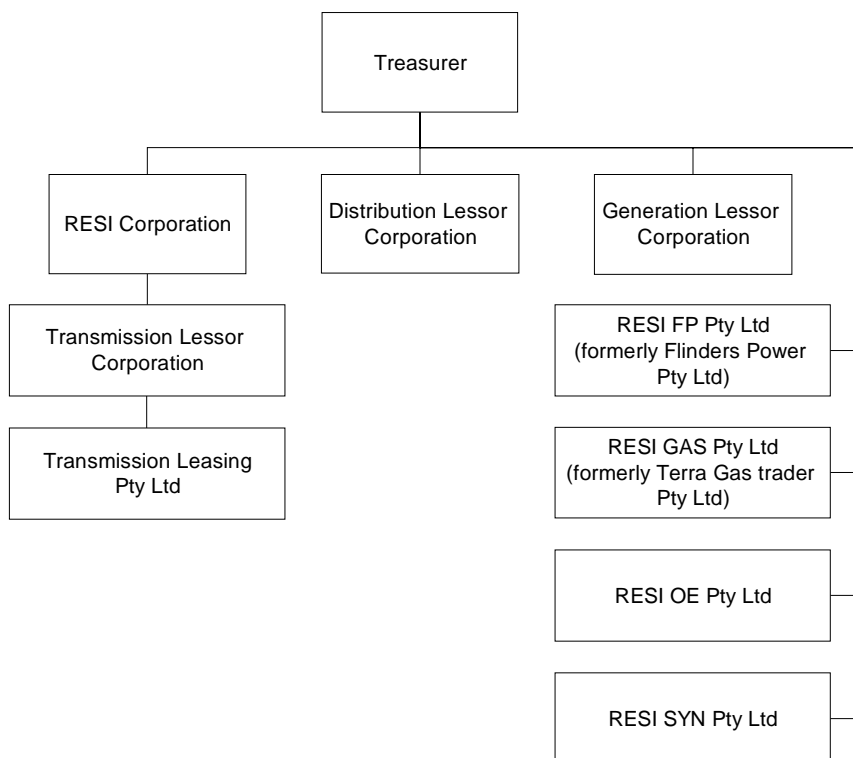 Treasurer
RESI Corporation
Distribution Lessor
Corporation
Generation Lessor
Corporation
Transmission Lessor
Corporation
Transmission Leasing
Pty Ltd
RESI FP Pty Ltd
(formerly Flinders Power
Pty Ltd)
RESI GAS Pty Ltd
(formerly Terra Gas trader
Pty Ltd)
RESI OE Pty Ltd
RESI SYN Pty Ltd